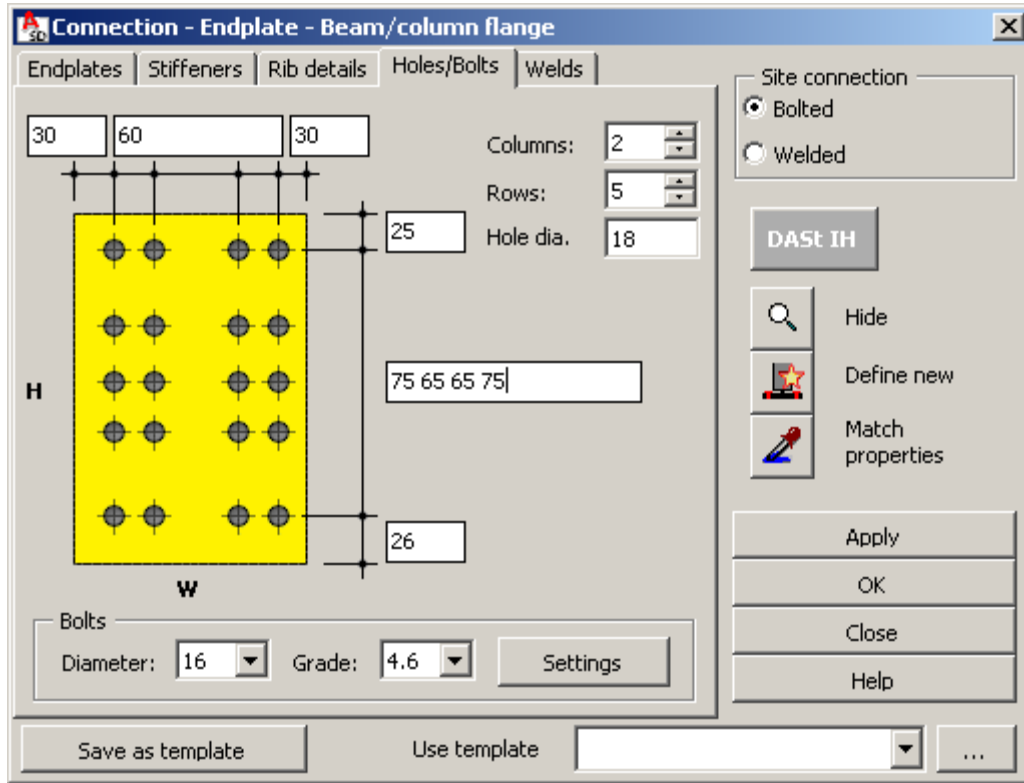 ASD Connection - Endplate - Beam/column flange
Endplates Stiffeners Rib details Holes/Bolts Welds
30 60 30
Columns: 2
Rows: 5
Hole dia. 18
25
75 65 65 75
26
H
W
Bolts
Diameter: 16 Grade: 4.6 Settings
Site connection
Bolted
Welded
DASt IH
Hide
Define new
Match
properties
Apply
OK
Close
Help
Save as template Use template ...